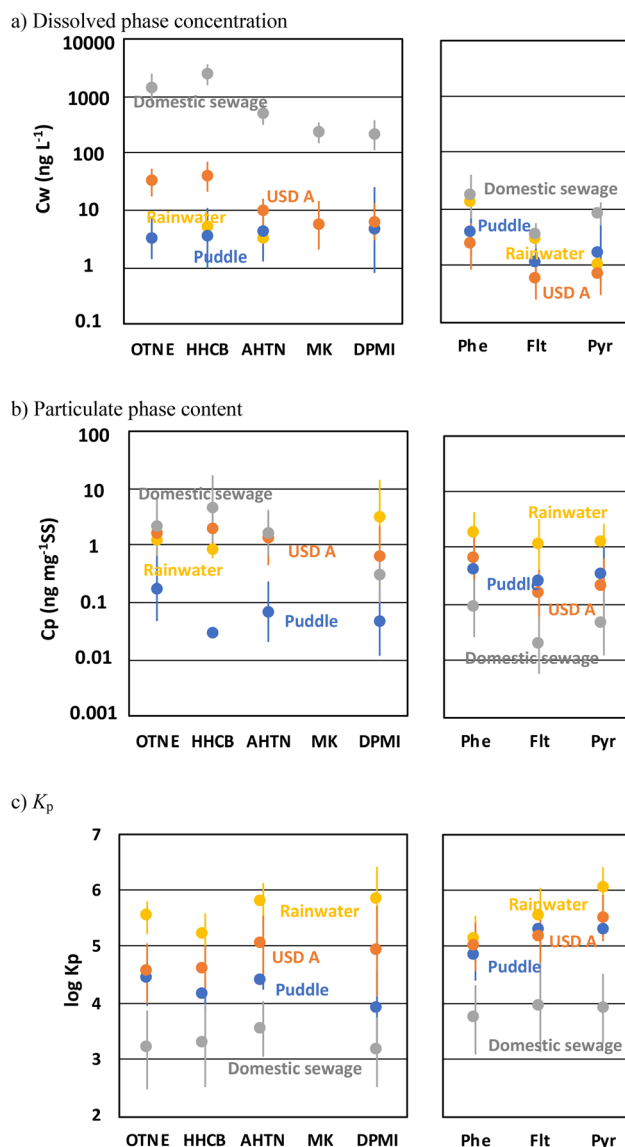 a) Dissolved phase concentration
10000
1000
100
10
1
0.1
Cw (ng L⁻¹)
Domestic sewage
USD A
Rainwater
Puddle
OTNE HHCB AHTN MK DPMI
Domestic sewage
Puddle
Rainwater
USD A
Phe Flt Pyr
b) Particulate phase content
100
10
1
0.1
0.01
0.001
Cp (ng mg⁻¹SS)
Domestic sewage
USD A
Rainwater
Puddle
OTNE HHCB AHTN MK DPMI
Rainwater
Puddle
USD A
Domestic sewage
Phe Flt Pyr
c) Kp
7
6
5
4
3
2
log Kp
Rainwater
USD A
Puddle
Domestic sewage
OTNE HHCB AHTN MK DPMI
Rainwater
USD A
Puddle
Domestic sewage
Phe Flt Pyr